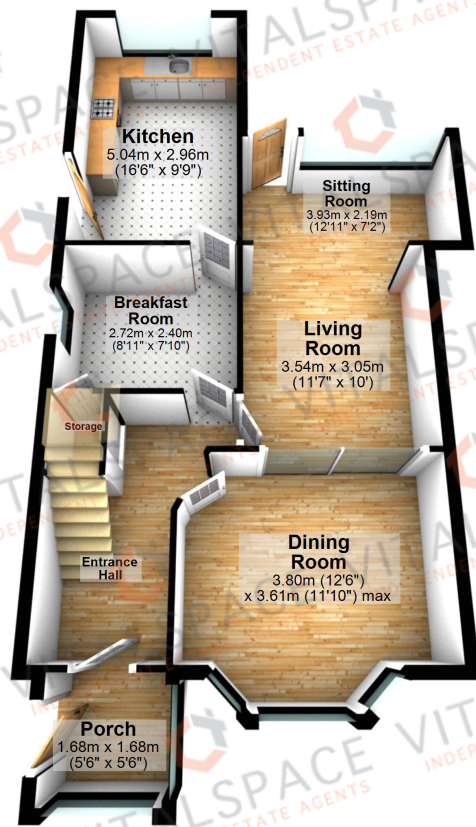 VITALSPACE
INDEPENDENT ESTATE AGENTS
Kitchen
5.04m x 2.96m
(16'6" x 9'9")
Sitting
Room
3.93m x 2.19m
(12'11" x 7'2")
Breakfast
Room
2.72m x 2.40m
(8'11" x 7'10")
Living
Room
3.54m x 3.05m
(11'7" x 10')
Storage
Dining
Room
3.80m (12'6")
x 3.61m (11'10") max
Entrance
Hall
Porch
1.68m x 1.68m
(5'6" x 5'6")
VITALSPACE
ESTATE AGENTS